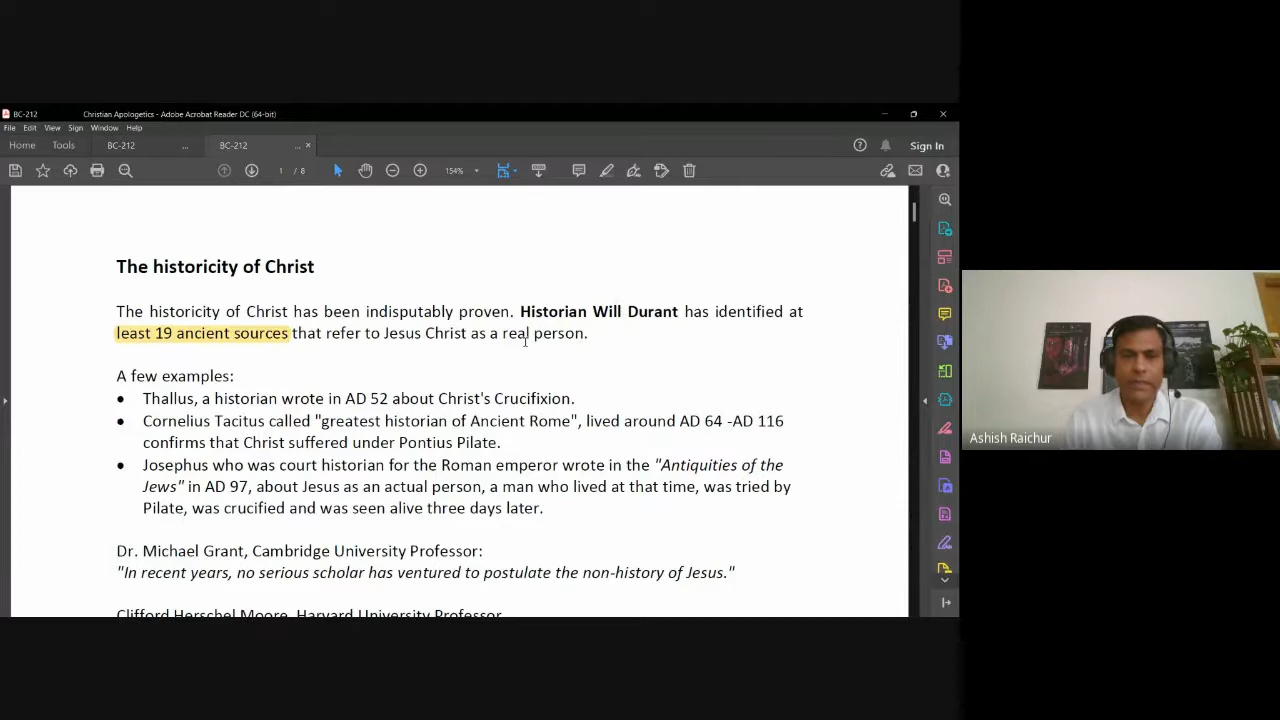 BC-212 Christian Apologetics - Adobe Acrobat Reader DC (64-bit)
File Edit View Sign Window Help
Home Tools BC-212 ... BC-212 ... × Sign In
1 / 8 154%
The historicity of Christ
The historicity of Christ has been indisputably proven. Historian Will Durant has identified at
least 19 ancient sources that refer to Jesus Christ as a real person.
A few examples:
• Thallus, a historian wrote in AD 52 about Christ's Crucifixion.
• Cornelius Tacitus called "greatest historian of Ancient Rome", lived around AD 64 -AD 116
confirms that Christ suffered under Pontius Pilate.
• Josephus who was court historian for the Roman emperor wrote in the "Antiquities of the
Jews" in AD 97, about Jesus as an actual person, a man who lived at that time, was tried by
Pilate, was crucified and was seen alive three days later.
Dr. Michael Grant, Cambridge University Professor:
"In recent years, no serious scholar has ventured to postulate the non-history of Jesus."
Clifford Herschel Moore, Harvard University Professor
Ashish Raichur